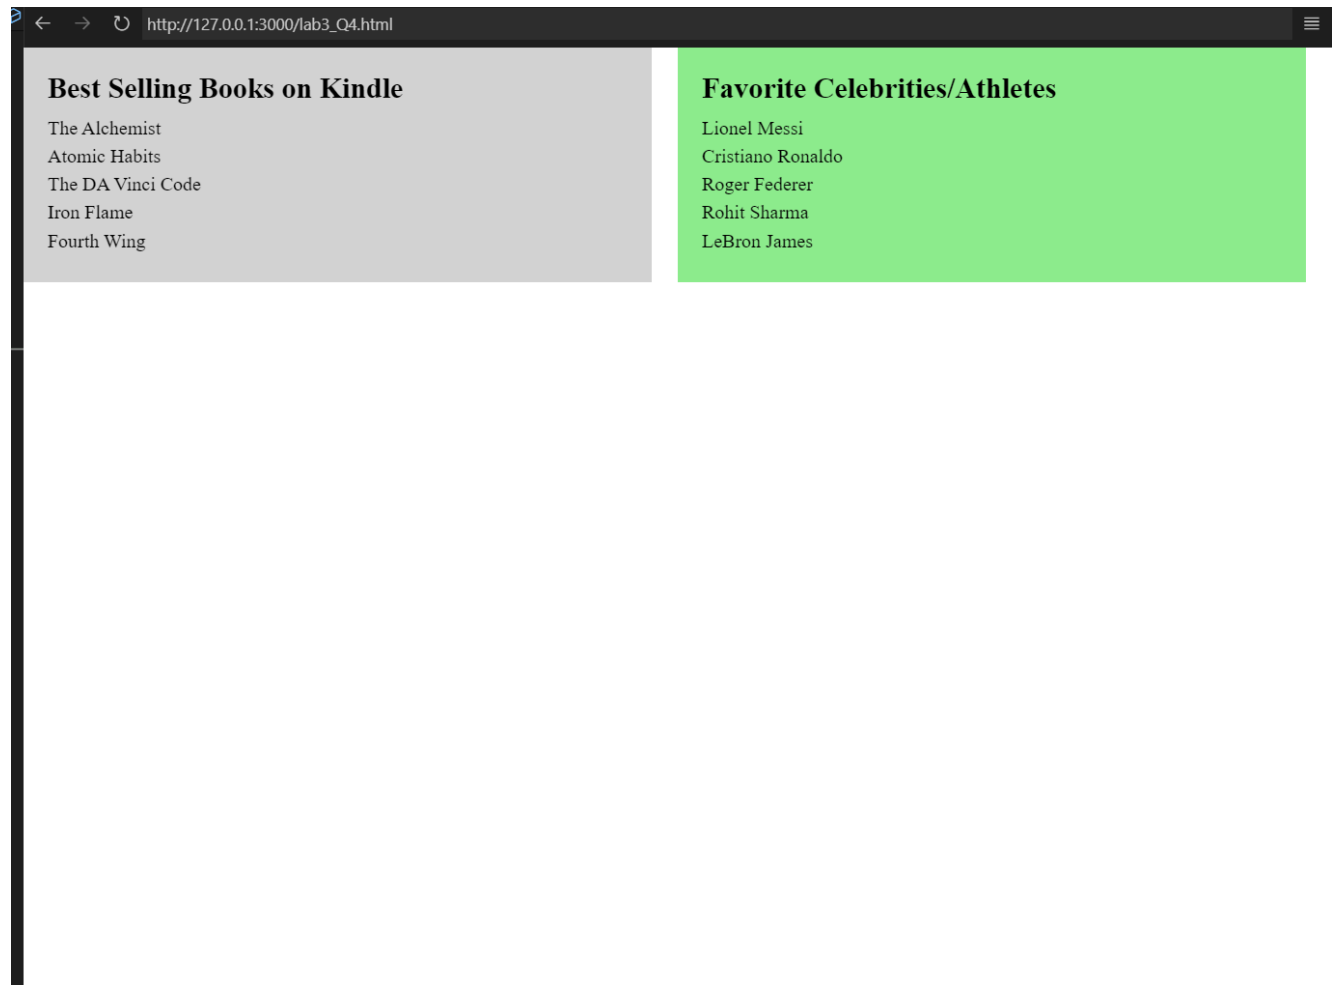 http://127.0.0.1:3000/lab3_Q4.html
Best Selling Books on Kindle
The Alchemist
Atomic Habits
The DA Vinci Code
Iron Flame
Fourth Wing
Favorite Celebrities/Athletes
Lionel Messi
Cristiano Ronaldo
Roger Federer
Rohit Sharma
LeBron James